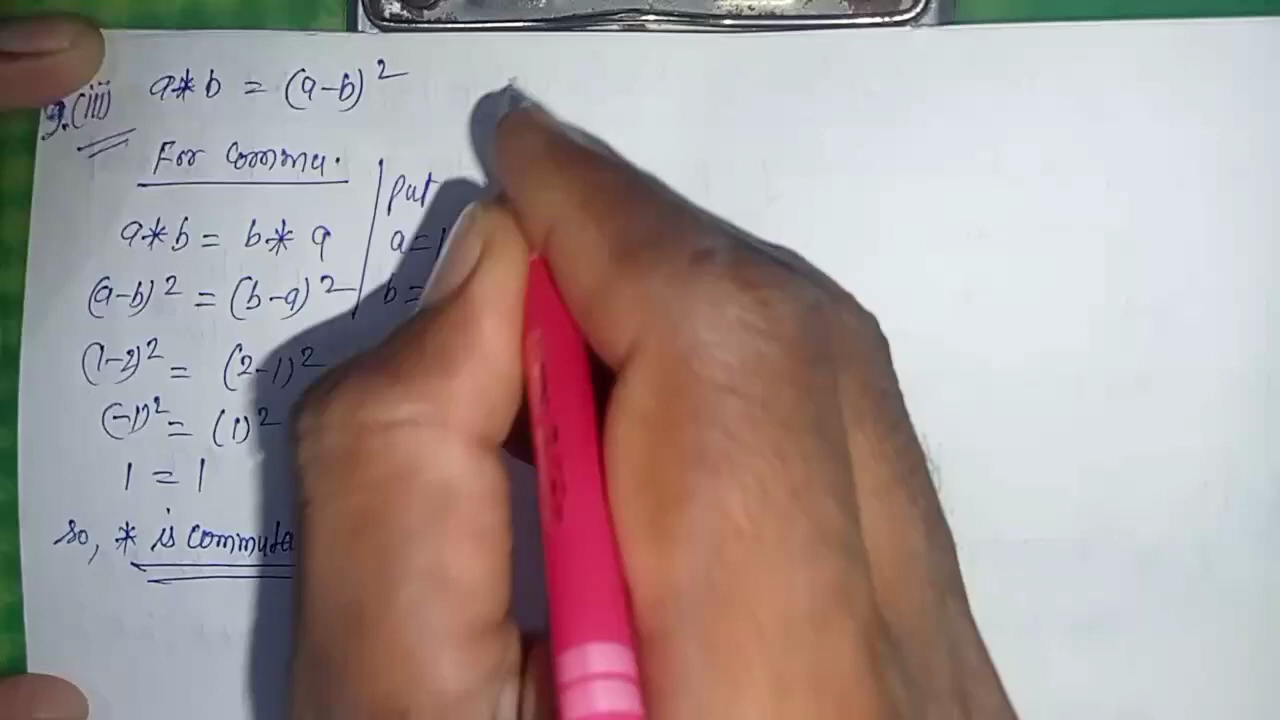 9.(iii) a*b = (a-b)²
For Commu.
a*b = b*a
(a-b)² = (b-a)²
(1-2)² = (2-1)²
(-1)² = (1)²
1 = 1
so, * is commuta
Put
a=1
b=